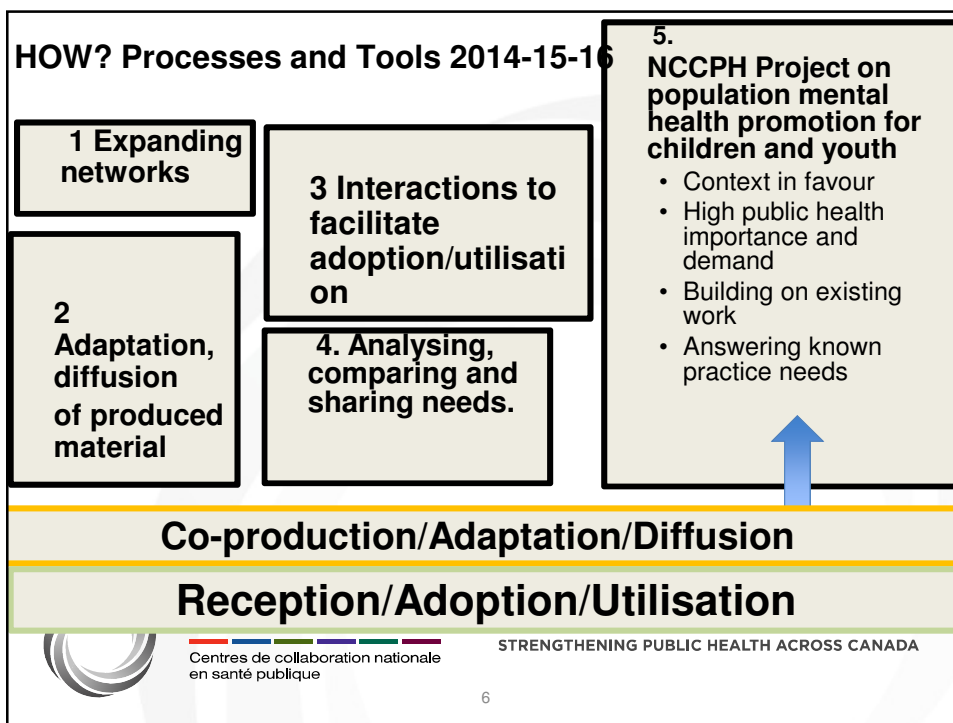 HOW? Processes and Tools 2014-15-16
1 Expanding
networks
2
Adaptation,
diffusion
of produced
material
3 Interactions to
facilitate
adoption/utilisati
on
4. Analysing,
comparing and
sharing needs.
5.
NCCPH Project on
population mental
health promotion for
children and youth
• Context in favour
• High public health
importance and
demand
• Building on existing
work
• Answering known
practice needs
Co-production/Adaptation/Diffusion
Reception/Adoption/Utilisation
Centres de collaboration nationale
en santé publique
STRENGTHENING PUBLIC HEALTH ACROSS CANADA
6